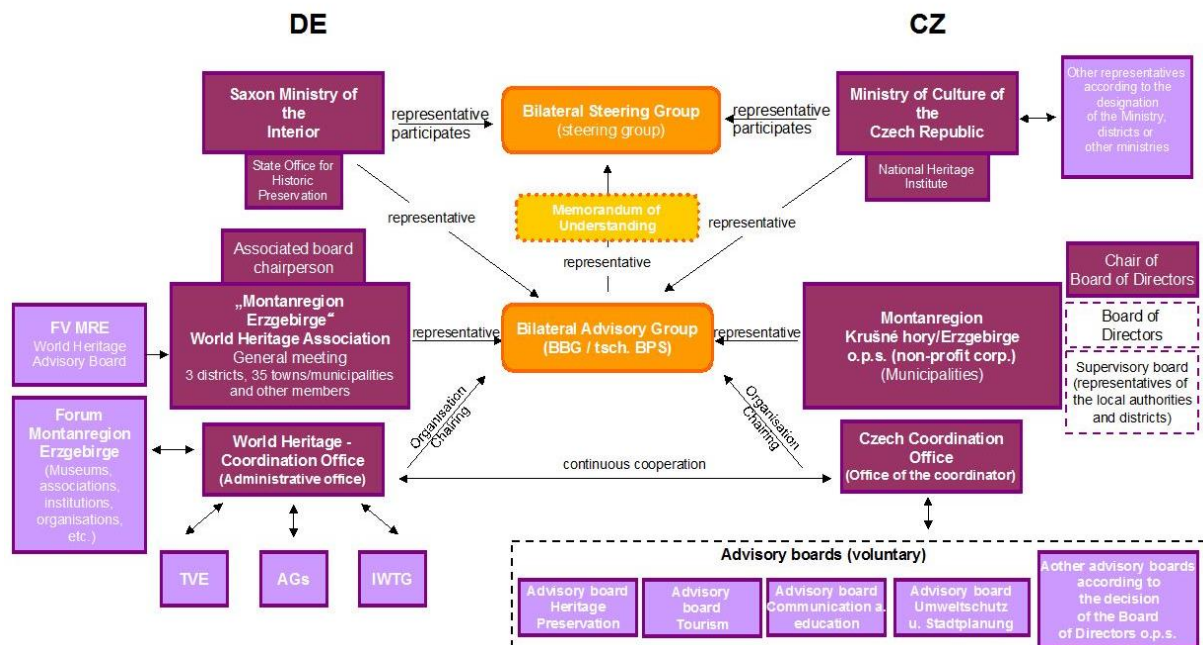 DE
CZ
Saxon Ministry of
the
Interior
State Office for
Historic
Preservation
representative
participates
Bilateral Steering Group
(steering group)
representative
participates
Ministry of Culture of
the
Czech Republic
National Heritage
Institute
Other representatives
according to the
designation
of the Ministry,
districts or
other ministries
representative
Memorandum of
Understanding
representative
representative
Associated board
chairperson
„Montanregion
Erzgebirge“
World Heritage Association
General meeting
3 districts, 35 towns/municipalities
and other members
FV MRE
World Heritage
Advisory Board
representative
Bilateral Advisory Group
(BBG / tsch. BPS)
representative
Montanregion
Krušné hory/Erzgebirge
o.p.s. (non-profit corp.)
(Municipalities)
Chair of
Board of Directors
Board of
Directors
Supervisory board
(representatives of
the local authorities
and districts)
Forum
Montanregion
Erzgebirge
(Museums,
associations,
institutions,
organisations,
etc.)
World Heritage -
Coordination Office
(Administrative office)
Organisation
Chairing
continuous cooperation
Organisation
Chairing
Czech Coordination
Office
(Office of the coordinator)
TVE
AGs
IWTG
Advisory boards (voluntary)
Advisory board
Heritage
Preservation
Advisory
board
Tourism
Advisory board
Communication a.
education
Advisory board
Umweltschutz
u. Stadtplanung
Aother advisory boards
according to
the decision
of the Board
of Directors o.p.s.